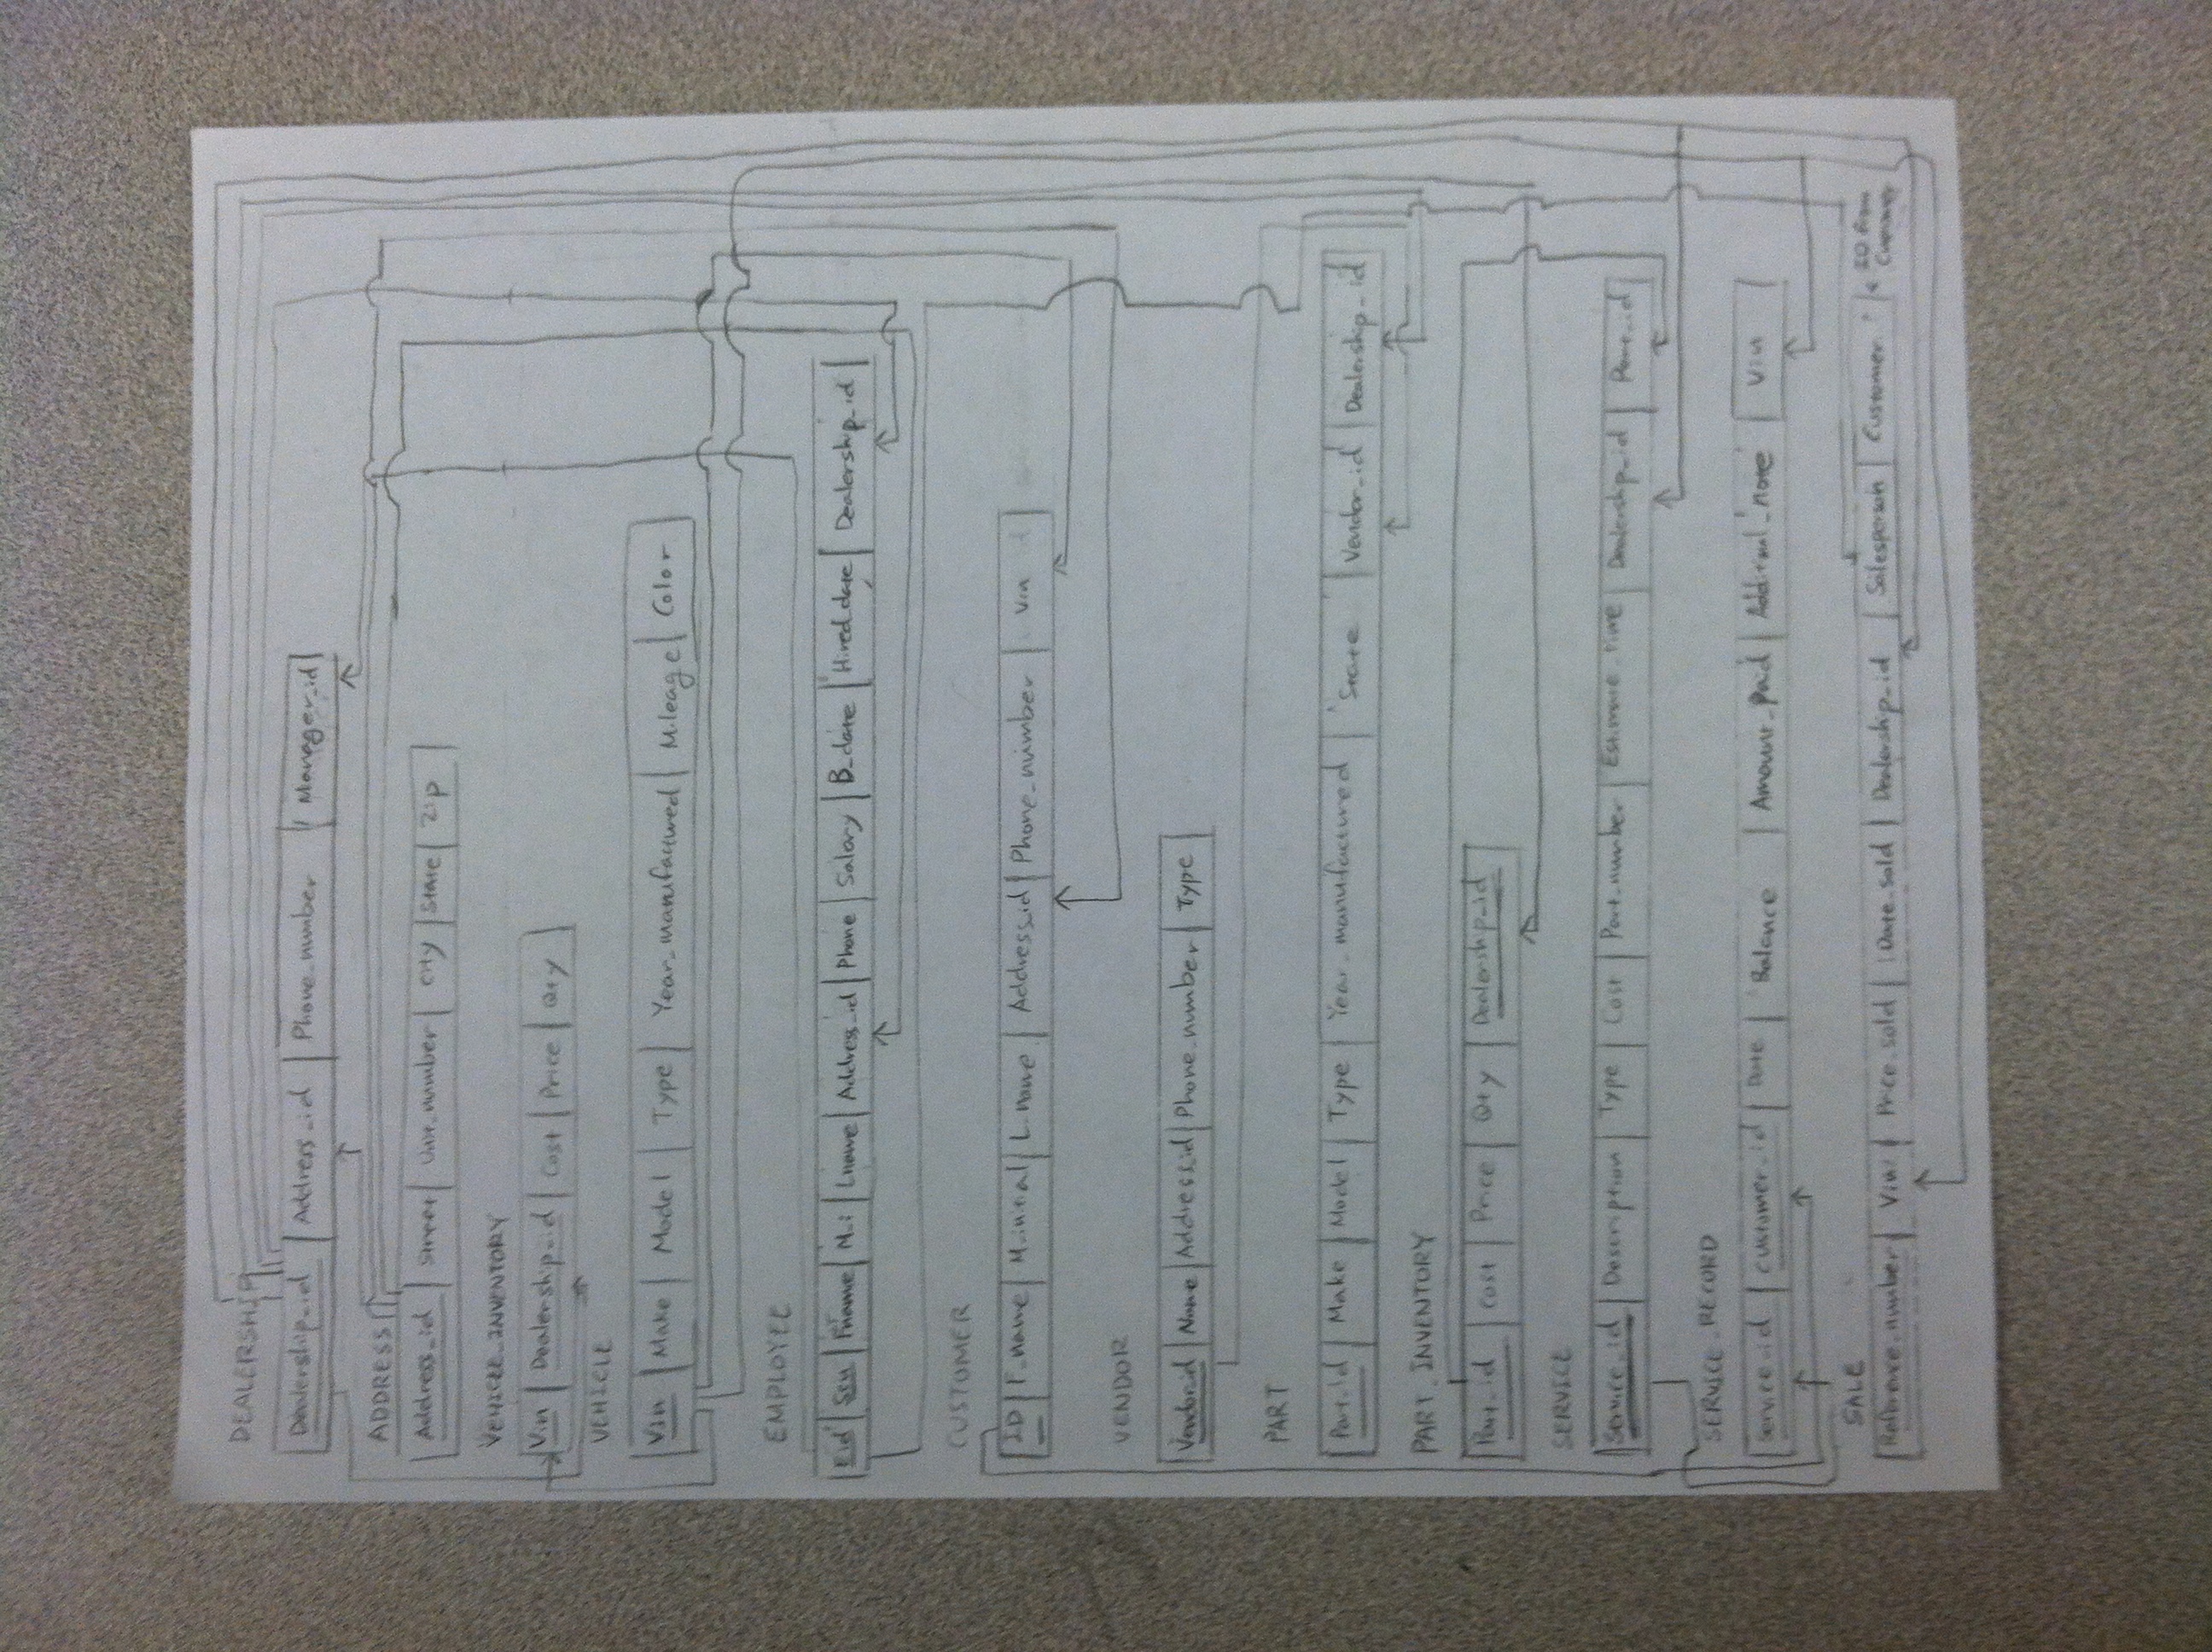 DEALERSHIP
Dealership_id Address_id Phone_number Manager_id
ADDRESS
Address_id Street Unit_number City State Zip
VEHICLE_INVENTORY
Vin Dealership_id Cost Price Qty
VEHICLE
Vin Make Model Type Year_manufactured Mileage Color
EMPLOYEE
Eid Ssn Fname M.i Lname Address_id Phone Salary B_date Hired_date Dealership_id
CUSTOMER
ID F_name M_initial L_name Address_id Phone_number Vin
VENDOR
Vendor_id Name Address_id Phone_number Type
PART
Part_id Make Model Type Year_manufactured State Vendor_id Dealership_id
PART_INVENTORY
Part_id Cost Price Qty Dealership_id
SERVICE
Service_id Description Type Cost Part_number Estimate_time Dealership_id Part_id
SERVICE_RECORD
Service_id Customer_id Date Balance Amount_paid Vin
SALE
Reference_number Vin Price_sold Date_sold Dealership_id Salesperson Customer ID from
Customer